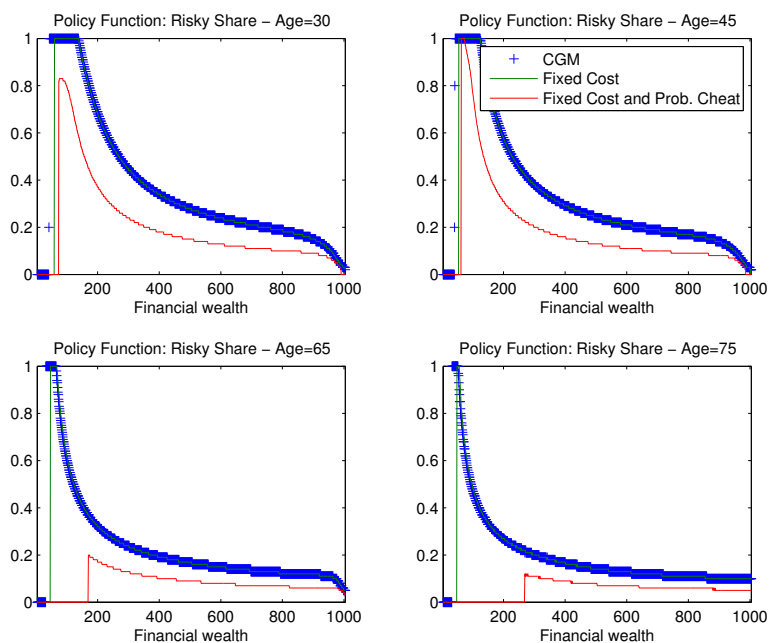 Policy Function: Risky Share − Age=30
1
0.8
0.6
0.4
0.2
0
200 400 600 800 1000
Financial wealth
Policy Function: Risky Share − Age=45
CGM
Fixed Cost
Fixed Cost and Prob. Cheat
1
0.8
0.6
0.4
0.2
0
200 400 600 800 1000
Financial wealth
Policy Function: Risky Share − Age=65
1
0.8
0.6
0.4
0.2
0
200 400 600 800 1000
Financial wealth
Policy Function: Risky Share − Age=75
1
0.8
0.6
0.4
0.2
0
200 400 600 800 1000
Financial wealth